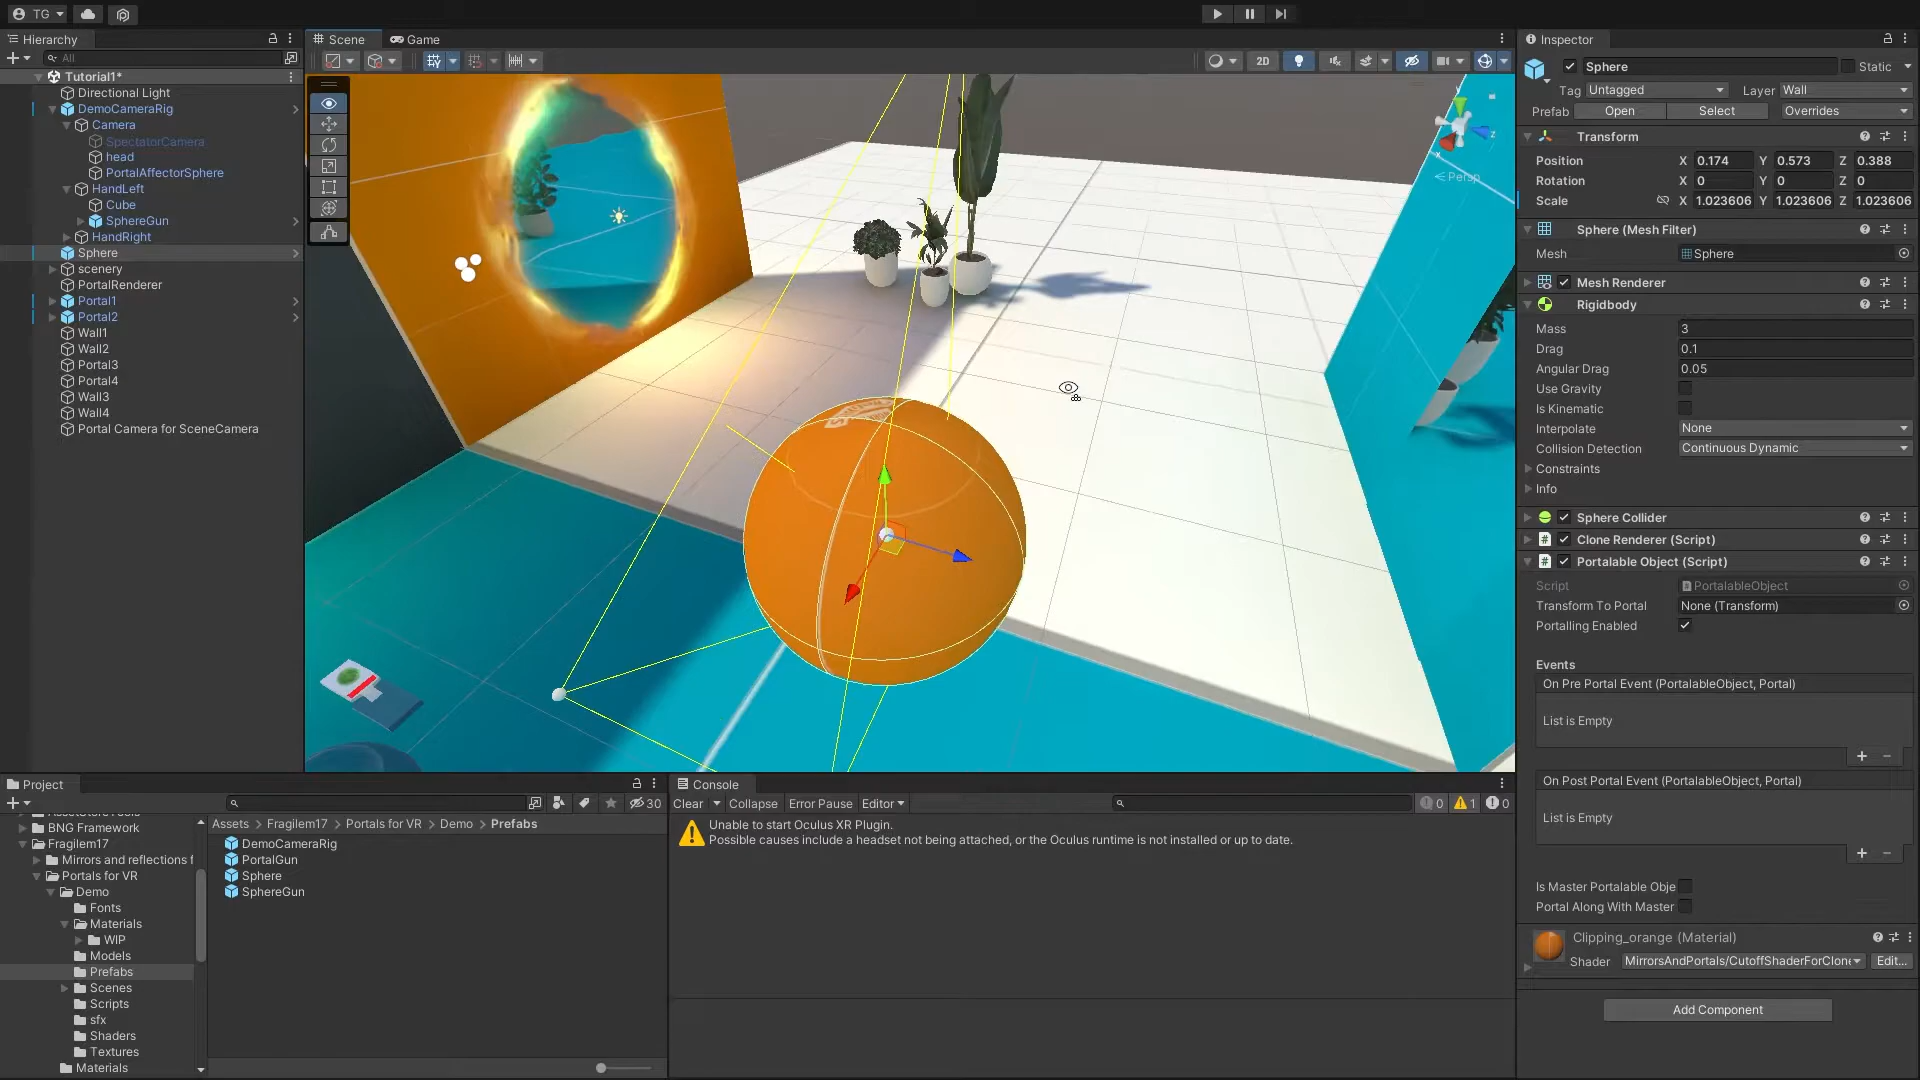 TG
Hierarchy
All
Tutorial1*
Directional Light
DemoCameraRig
Camera
SpectatorCamera
head
PortalAffectorSphere
HandLeft
Cube
SphereGun
HandRight
Sphere
scenery
PortalRenderer
Portal1
Portal2
Wall1
Wall2
Portal3
Portal4
Wall3
Wall4
Portal Camera for SceneCamera
Scene
Game
2D
Persp
Inspector
Sphere
Static
Tag Untagged Layer Wall
Prefab Open Select Overrides
Transform
Position X 0.174 Y 0.573 Z 0.388
Rotation X 0 Y 0 Z 0
Scale X 1.023606 Y 1.023606 Z 1.023606
Sphere (Mesh Filter)
Mesh Sphere
Mesh Renderer
Rigidbody
Mass 3
Drag 0.1
Angular Drag 0.05
Use Gravity
Is Kinematic
Interpolate None
Collision Detection Continuous Dynamic
Constraints
Info
Sphere Collider
Clone Renderer (Script)
Portalable Object (Script)
Script PortalableObject
Transform To Portal None (Transform)
Portalling Enabled
Events
On Pre Portal Event (PortalableObject, Portal)
List is Empty
On Post Portal Event (PortalableObject, Portal)
List is Empty
Is Master Portalable Obje
Portal Along With Master
Clipping_orange (Material)
Shader MirrorsAndPortals/CutoffShaderForClone Edit...
Add Component
Project
30
BNG Framework
Fragilem17
Mirrors and reflections f
Portals for VR
Demo
Fonts
Materials
WIP
Models
Prefabs
Scenes
Scripts
sfx
Shaders
Textures
Materials
Assets > Fragilem17 > Portals for VR > Demo > Prefabs
DemoCameraRig
PortalGun
Sphere
SphereGun
Console
Clear Collapse Error Pause Editor
0 1 0
Unable to start Oculus XR Plugin.
Possible causes include a headset not being attached, or the Oculus runtime is not installed or up to date.